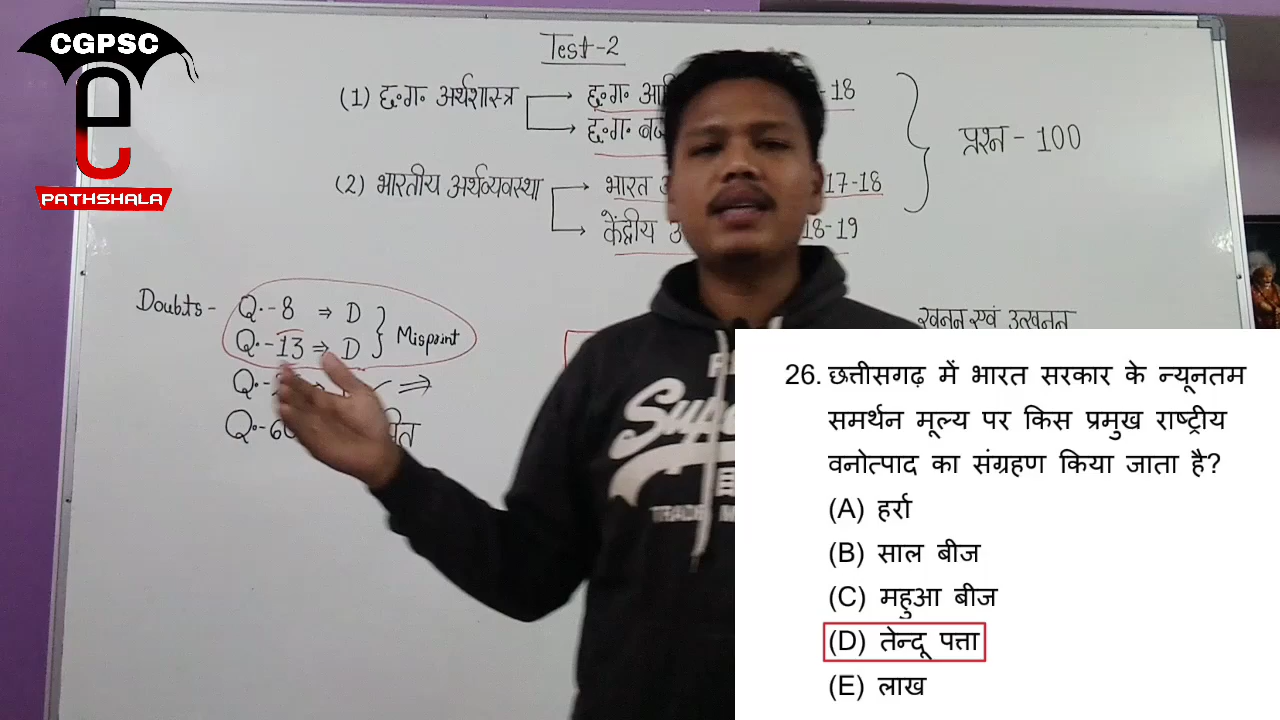 CGPSC
e
PATHSHALA
Test-2
(1) छ॰ग॰ अर्थशास्त्र
छ॰ग॰
-18
छ॰ग॰
(2) भारतीय अर्थव्यवस्था
भारत
17-18
केंद्रीय
18-19
प्रश्न - 100
Doubts - Q.-8 ⇒ D
Q.-13 ⇒ D
Misprint
Q.-
Q.-60
खनन एवं उत्खनन
26. छत्तीसगढ़ में भारत सरकार के न्यूनतम
समर्थन मूल्य पर किस प्रमुख राष्ट्रीय
वनोत्पाद का संग्रहण किया जाता है?
(A) हर्रा
(B) साल बीज
(C) महुआ बीज
(D) तेन्दू पत्ता
(E) लाख